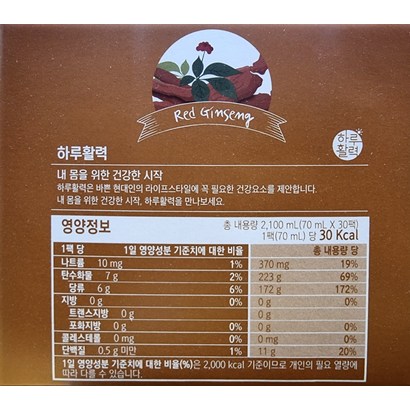 Red Ginseng
하루
활력
하루활력
내 몸을 위한 건강한 시작
하루활력은 바쁜 현대인의 라이프스타일에 꼭 필요한 건강요소를 제안합니다.
내 몸을 위한 건강한 시작, 하루활력을 만나보세요.
영양정보 총 내용량 2,100 mL(70 mL X 30팩)
1팩(70 mL) 당 30 Kcal
1팩 당 1일 영양성분 기준치에 대한 비율 총 내용량 당
나트륨 10 mg 1% 370 mg 19%
탄수화물 7 g 2% 223 g 69%
당류 6 g 6% 172 g 172%
지방 0 g 0% 0 g 0%
트랜스지방 0 g 0 g
포화지방 0 g 0% 0 g 0%
콜레스테롤 0 mg 0% 0 mg 0%
단백질 0.5 g 미만 1% 11 g 20%
1일 영양성분 기준치에 대한 비율(%)은 2,000 kcal 기준이므로 개인의 필요 열량에
따라 다를 수 있습니다.